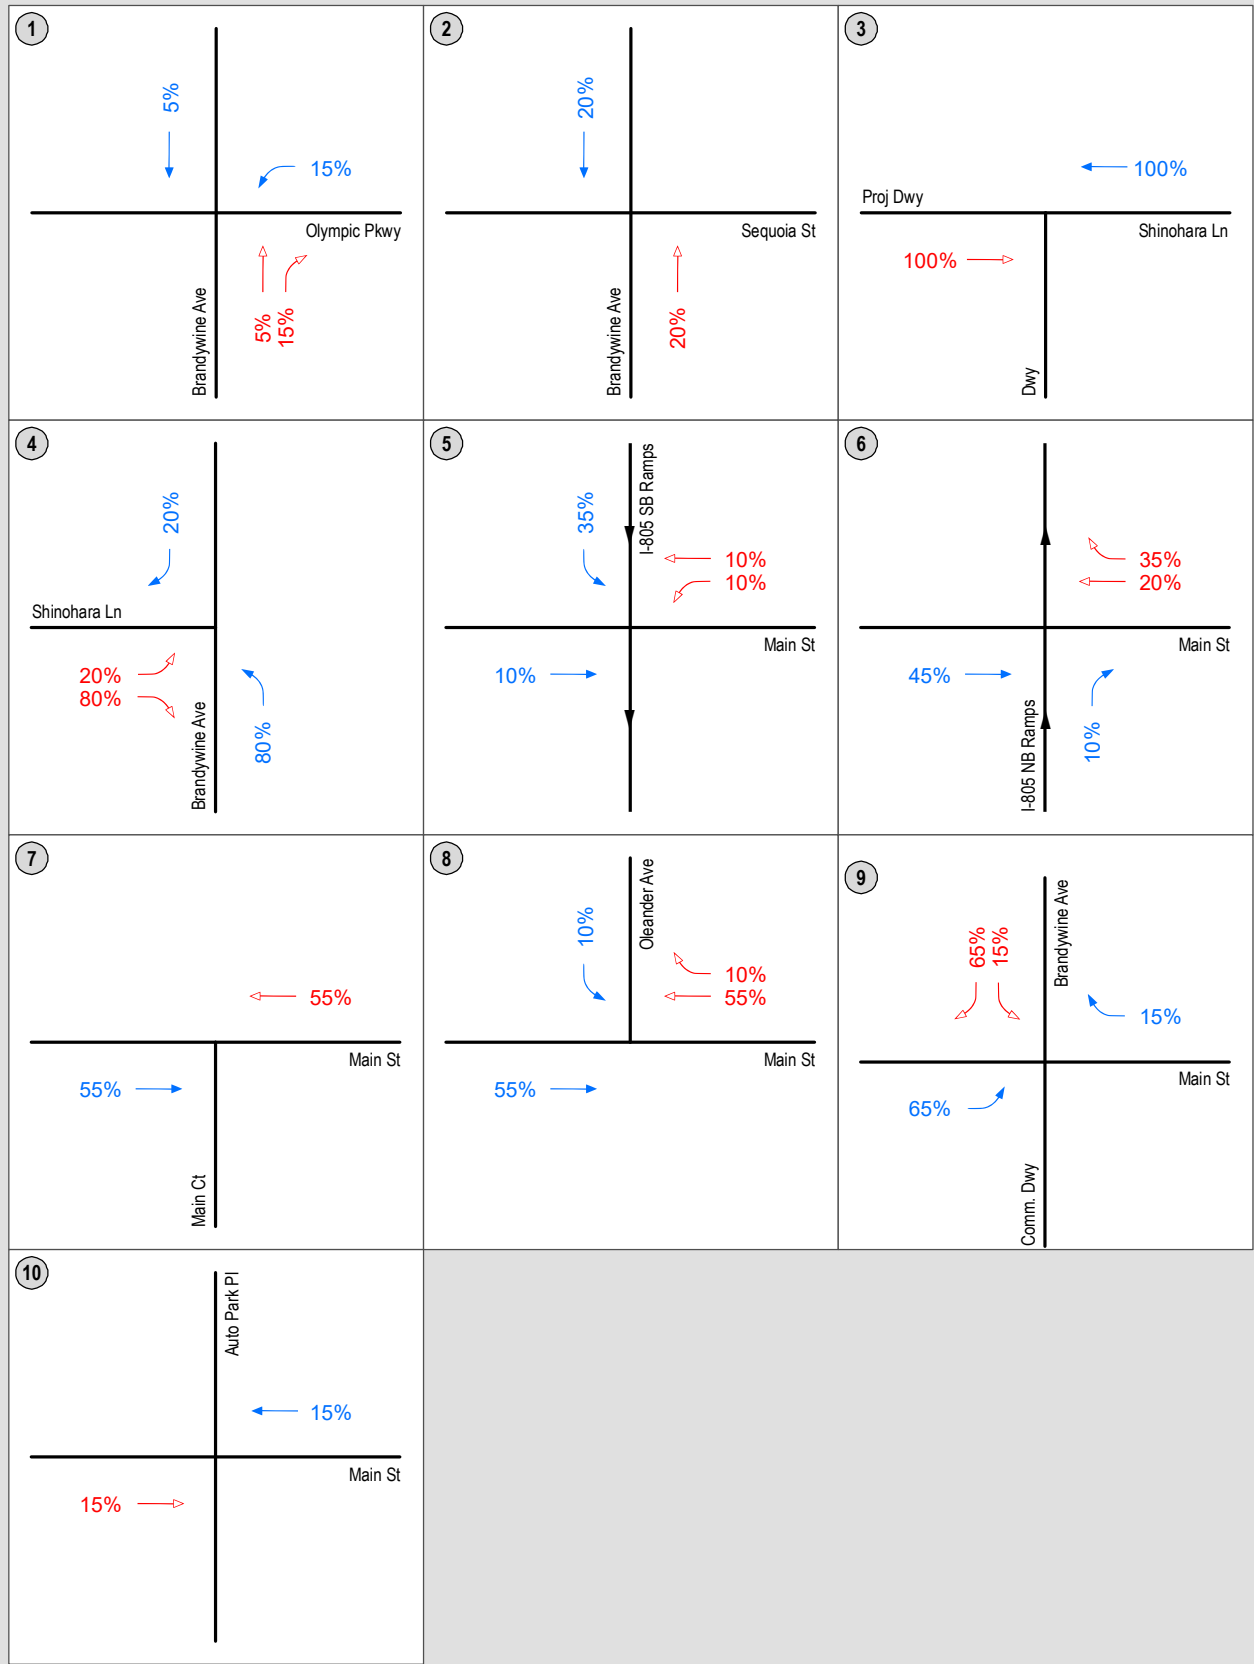 1
5%
15%
Olympic Pkwy
Brandywine Ave
5%
15%
2
20%
Sequoia St
Brandywine Ave
20%
3
100%
Proj Dwy
Shinohara Ln
100%
Dwy
4
20%
Shinohara Ln
20%
80%
Brandywine Ave
80%
5
35%
I-805 SB Ramps
10%
10%
Main St
10%
6
35%
20%
Main St
45%
I-805 NB Ramps
10%
7
55%
Main St
55%
Main Ct
8
10%
Oleander Ave
10%
55%
Main St
55%
9
65%
15%
Brandywine Ave
15%
Main St
65%
Comm. Dwy
10
Auto Park Pl
15%
Main St
15%